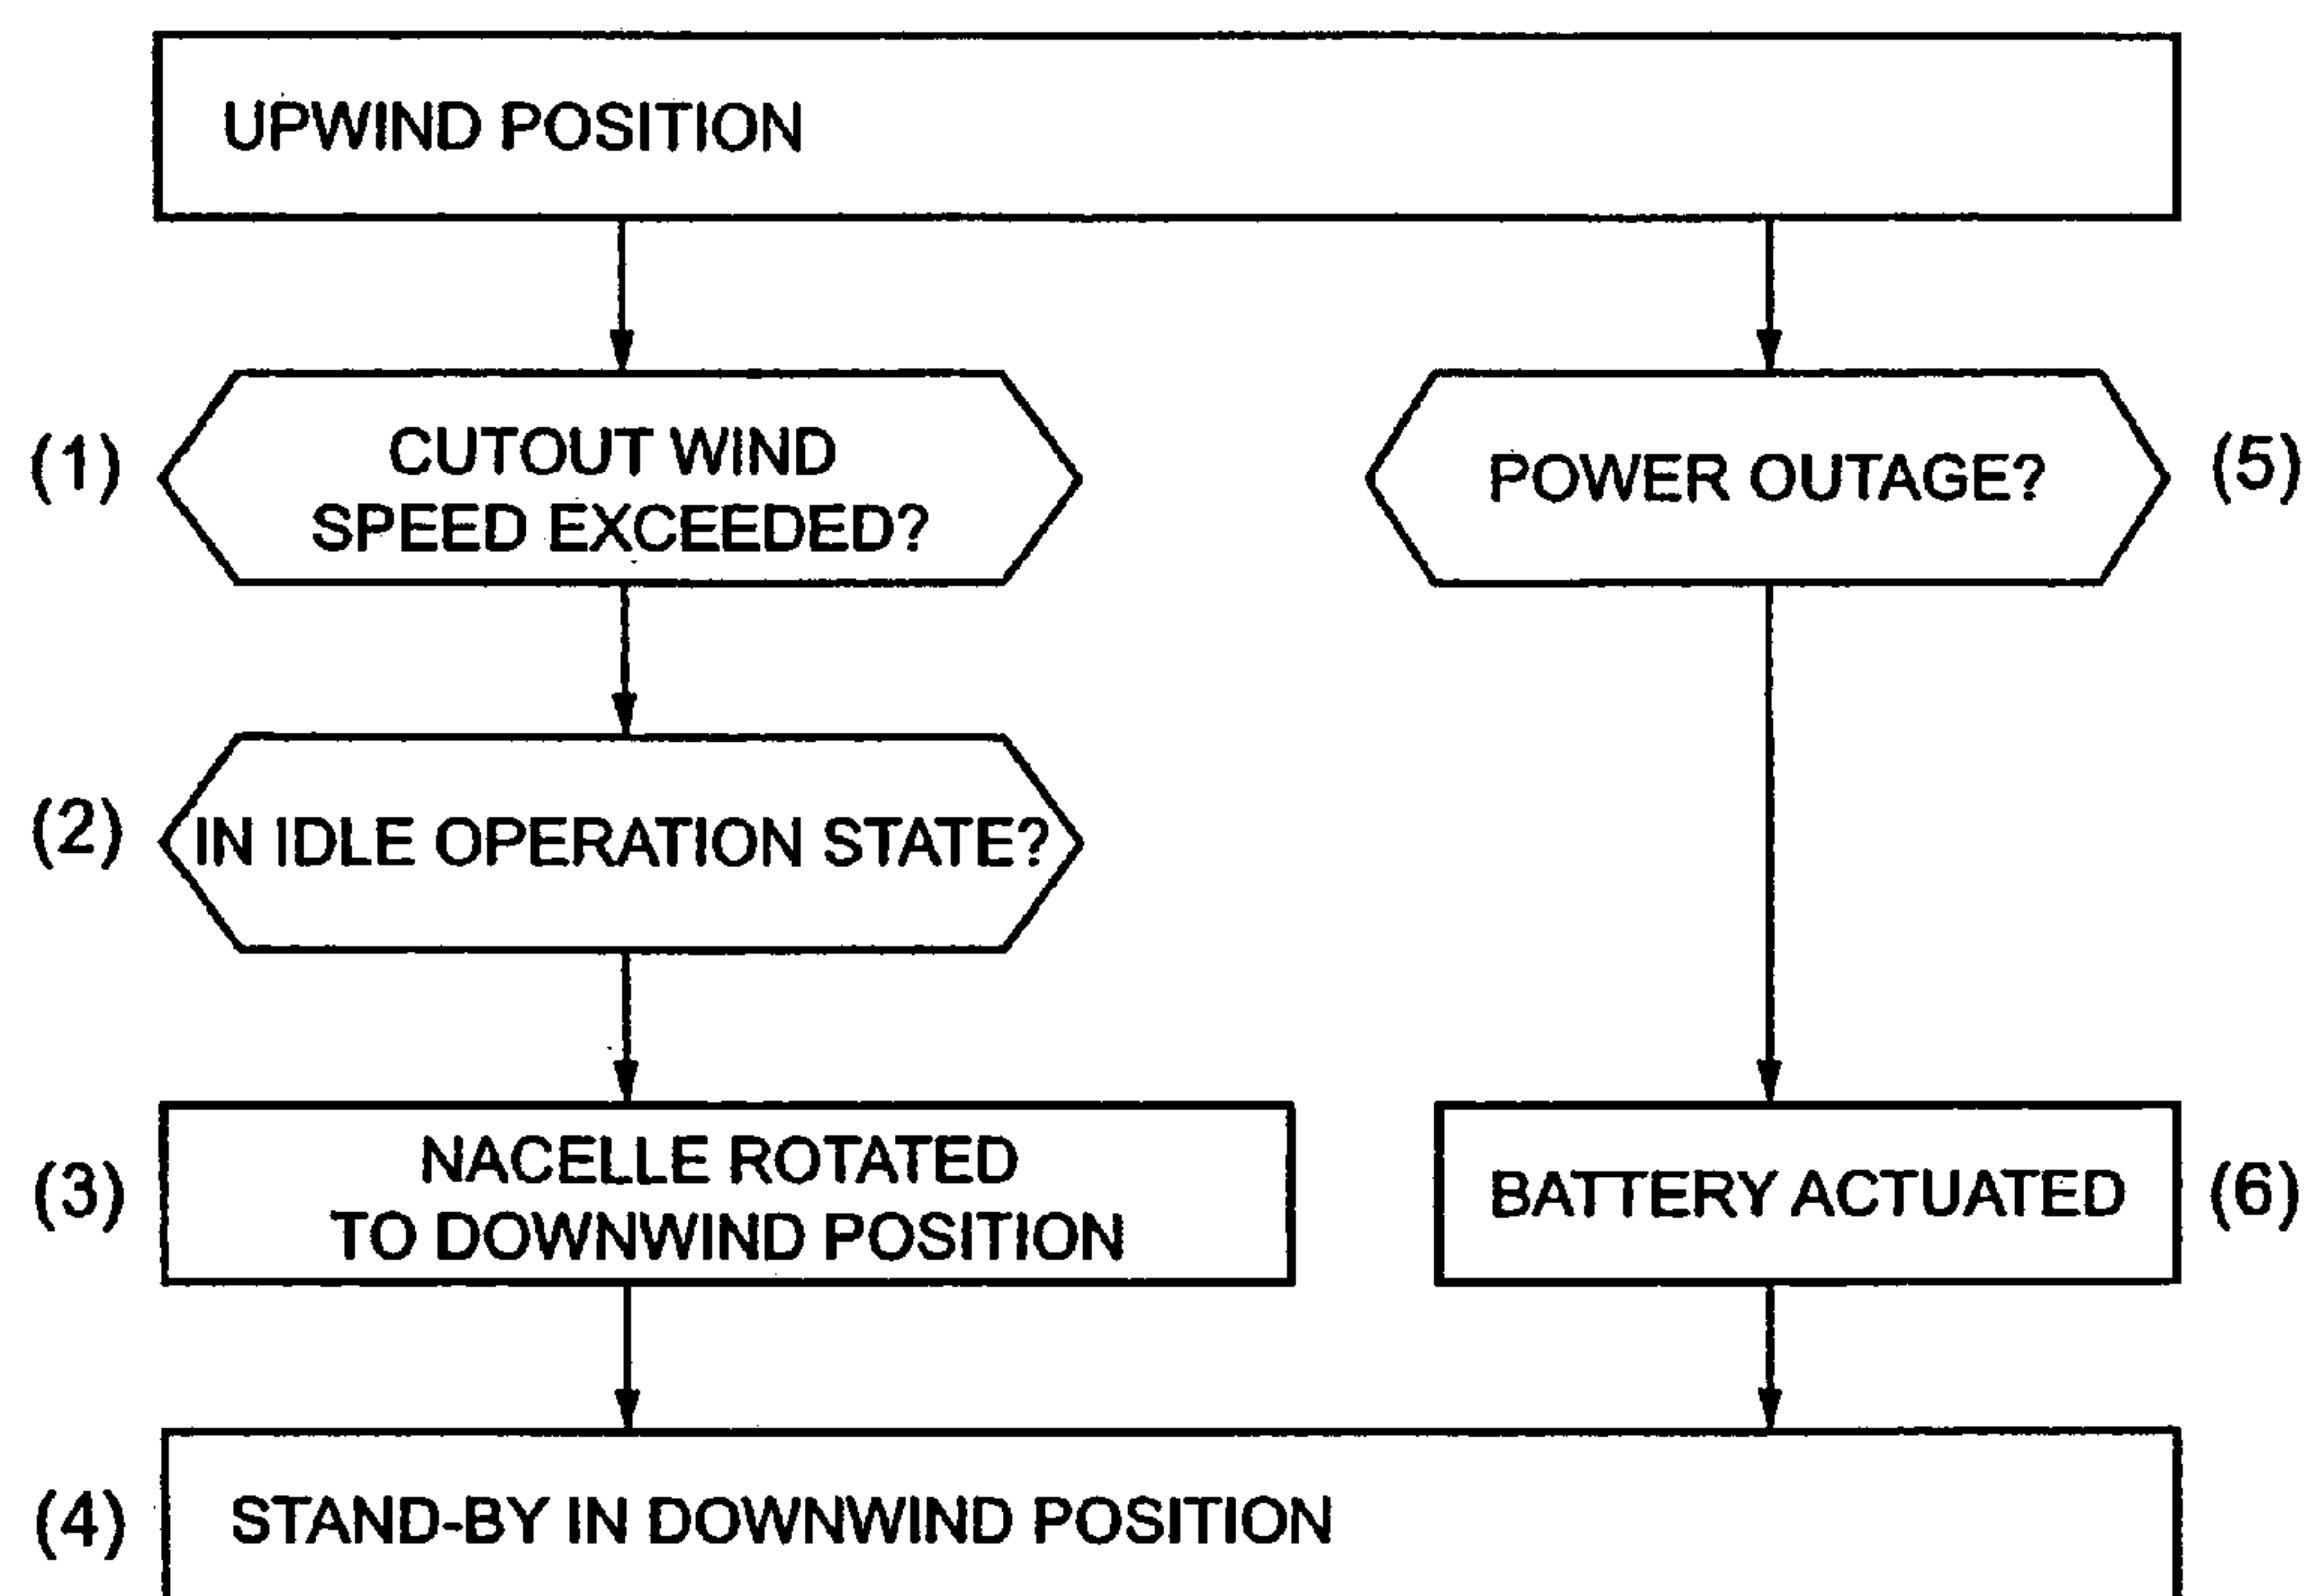 UPWIND POSITION
(1)
CUTOUT WIND
SPEED EXCEEDED?
POWER OUTAGE?
(5)
(2)
IN IDLE OPERATION STATE?
(3)
NACELLE ROTATED
TO DOWNWIND POSITION
BATTERY ACTUATED
(6)
(4)
STAND-BY IN DOWNWIND POSITION